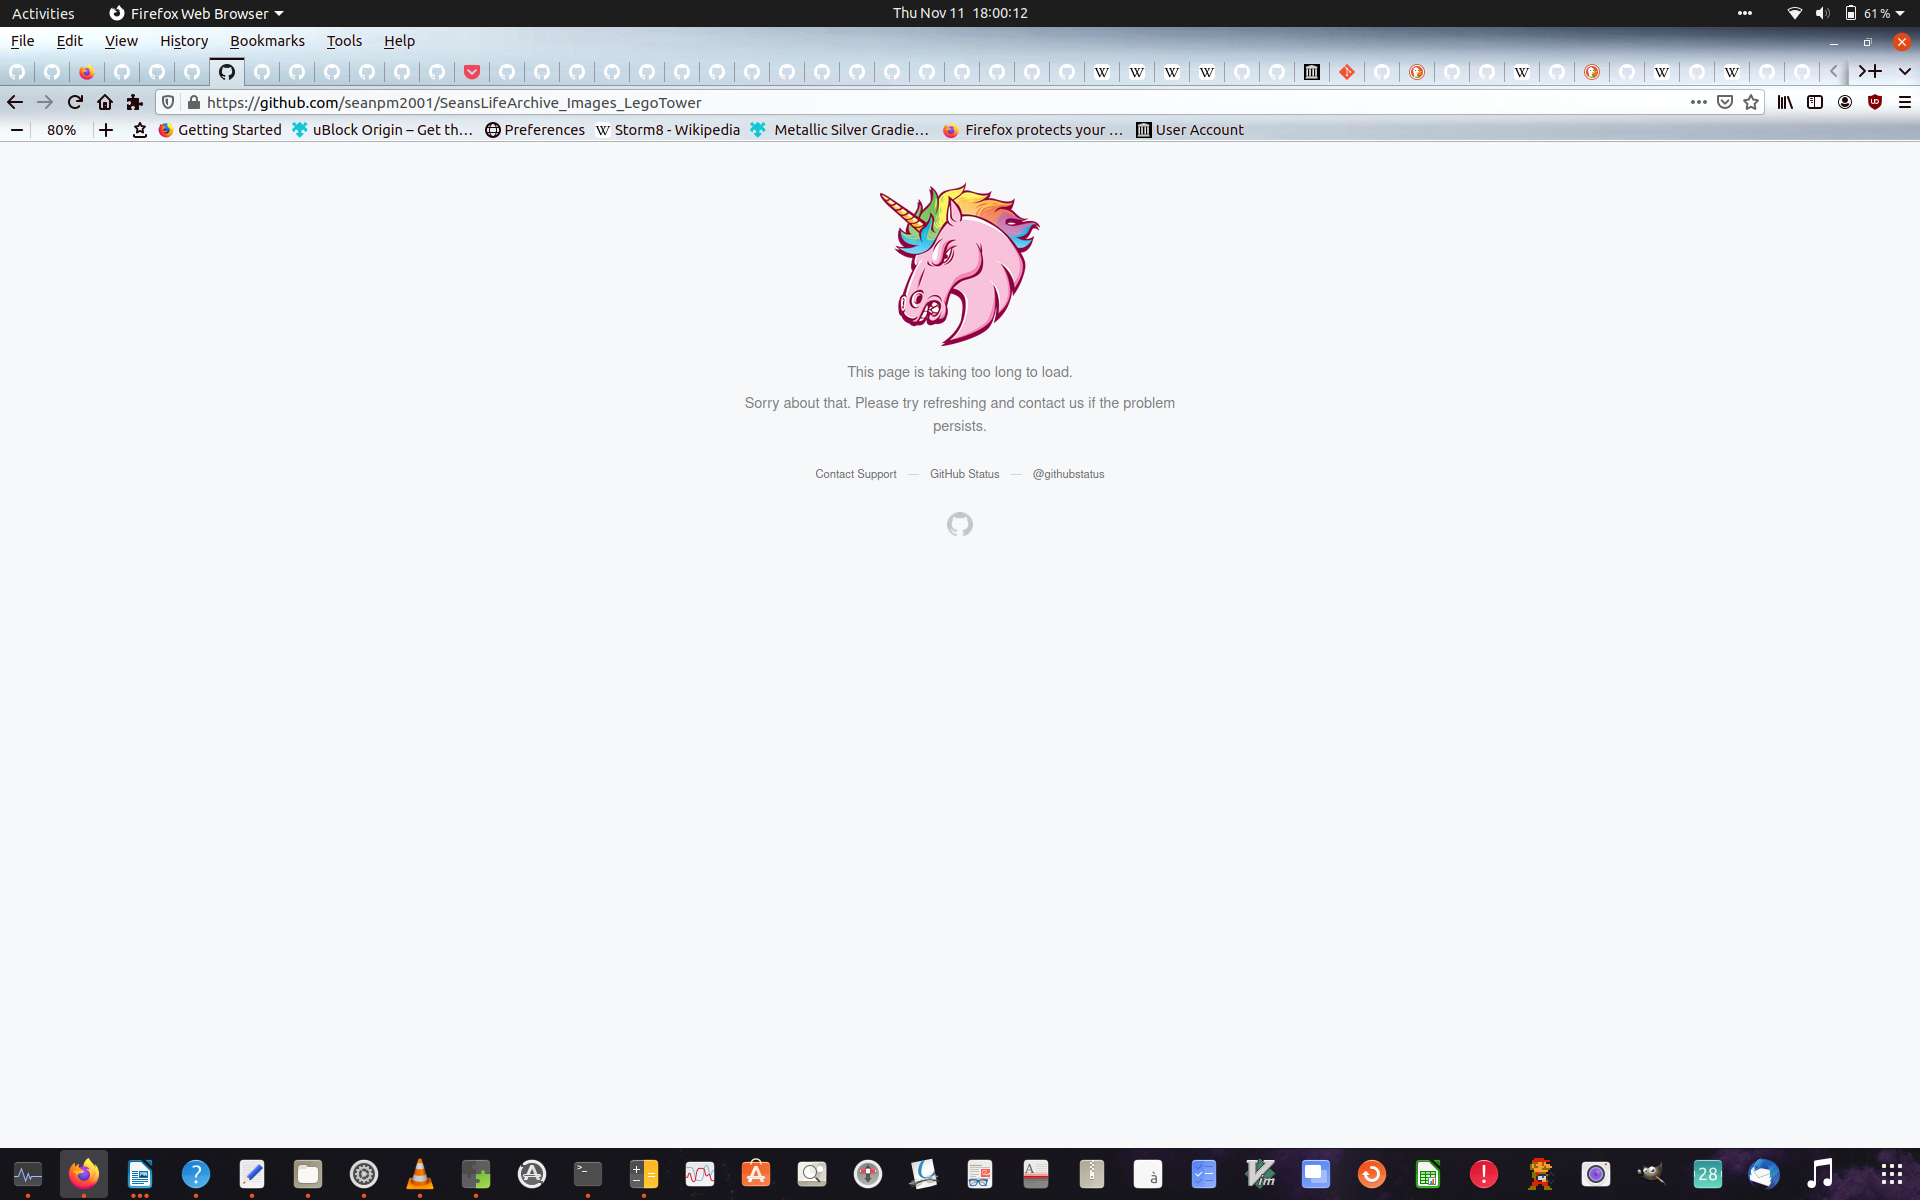 Activities Firefox Web Browser Thu Nov 11 18:00:12 61 %
File Edit View History Bookmarks Tools Help
https://github.com/seanpm2001/SeansLifeArchive_Images_LegoTower
80% Getting Started uBlock Origin – Get th… Preferences Storm8 - Wikipedia Metallic Silver Gradie… Firefox protects your … User Account
This page is taking too long to load.
Sorry about that. Please try refreshing and contact us if the problem
persists.
Contact Support — GitHub Status — @githubstatus
28